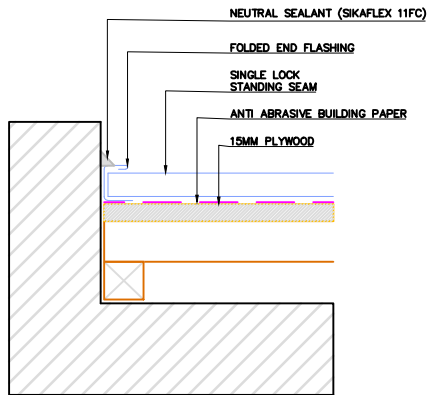 NEUTRAL SEALANT (SIKAFLEX 11FC)
FOLDED END FLASHING
SINGLE LOCK
STANDING SEAM
ANTI ABRASIVE BUILDING PAPER
15MM PLYWOOD